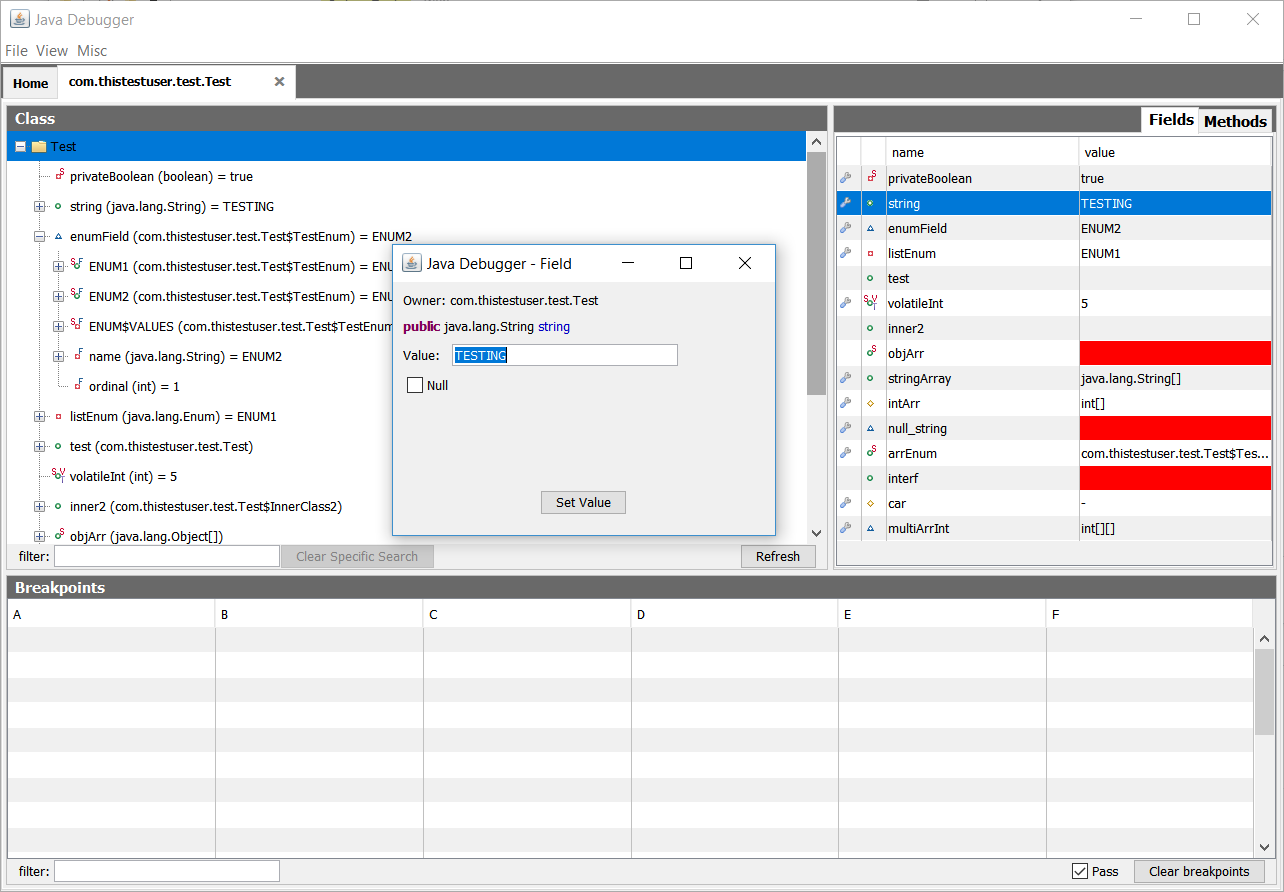 Java Debugger
File View Misc
Home com.thistestuser.test.Test
Class
Test
privateBoolean (boolean) = true
string (java.lang.String) = TESTING
enumField (com.thistestuser.test.Test$TestEnum) = ENUM2
ENUM1 (com.thistestuser.test.Test$TestEnum) = ENU
ENUM2 (com.thistestuser.test.Test$TestEnum) = ENU
ENUM$VALUES (com.thistestuser.test.Test$TestEnum
name (java.lang.String) = ENUM2
ordinal (int) = 1
listEnum (java.lang.Enum) = ENUM1
test (com.thistestuser.test.Test)
volatileInt (int) = 5
inner2 (com.thistestuser.test.Test$InnerClass2)
objArr (java.lang.Object[])
filter: Clear Specific Search Refresh
Java Debugger - Field
Owner: com.thistestuser.test.Test
public java.lang.String string
Value: TESTING
Null
Set Value
Fields Methods
name value
privateBoolean true
string TESTING
enumField ENUM2
listEnum ENUM1
test
volatileInt 5
inner2
objArr
stringArray java.lang.String[]
intArr int[]
null_string
arrEnum com.thistestuser.test.Test$Tes...
interf
car -
multiArrInt int[][]
Breakpoints
A B C D E F
filter: Pass Clear breakpoints